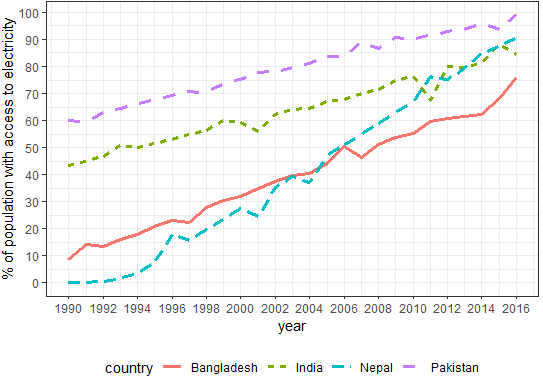 % of population with access to electricity
100
90
80
70
60
50
40
30
20
10
0
1990 1992 1994 1996 1998 2000 2002 2004 2006 2008 2010 2012 2014 2016
year
country Bangladesh India Nepal Pakistan